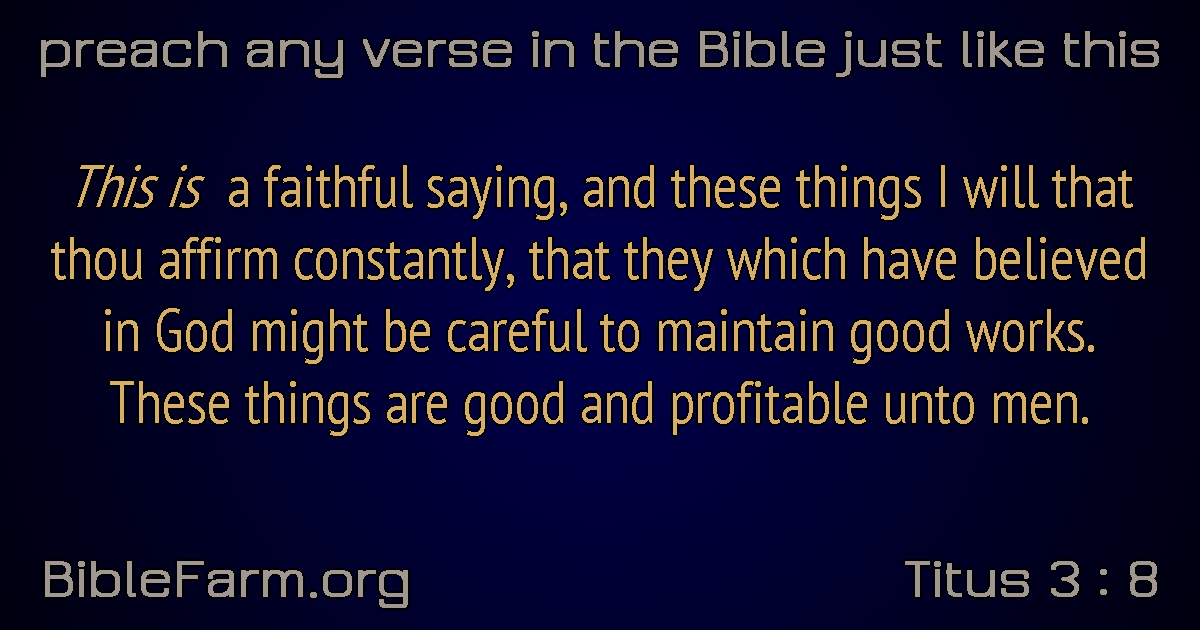 preach any verse in the Bible just like this
This is a faithful saying, and these things I will that
thou affirm constantly, that they which have believed
in God might be careful to maintain good works.
These things are good and profitable unto men.
BibleFarm.org
Titus 3 : 8